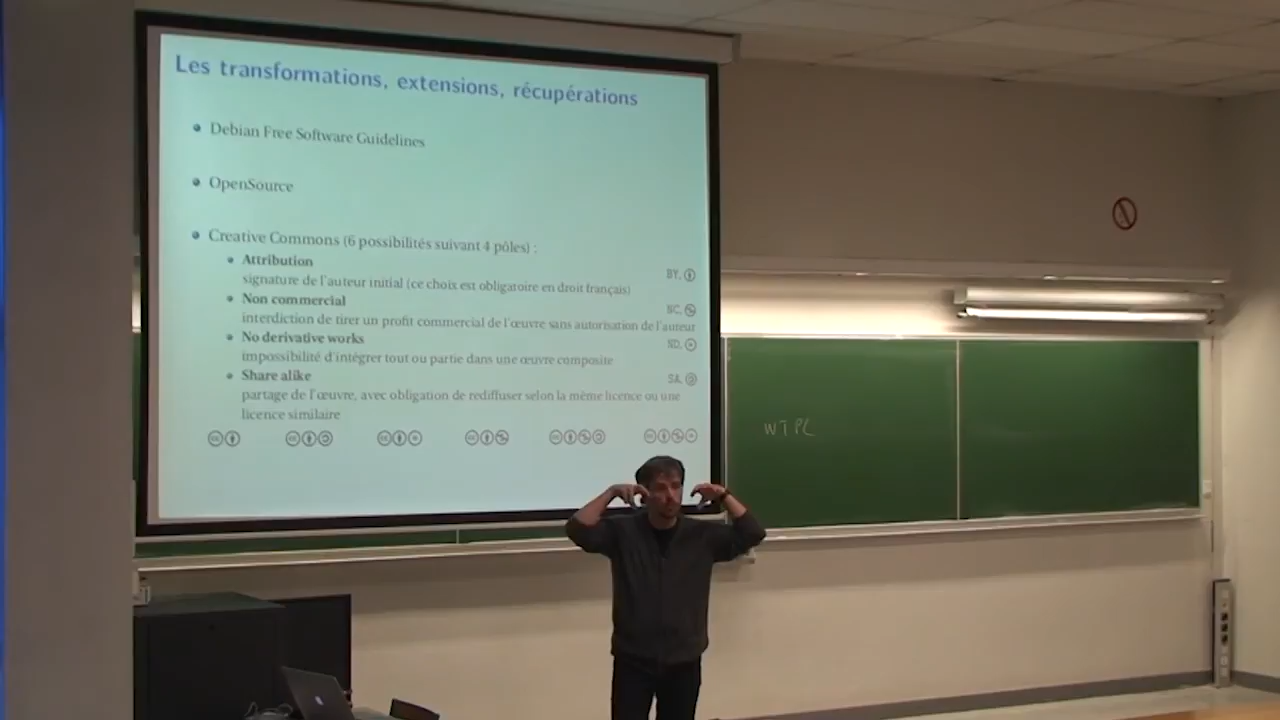 Les transformations, extensions, récupérations
Debian Free Software Guidelines
OpenSource
Creative Commons (6 possibilités suivant 4 pôles) :
Attribution
BY,
signature de l'auteur initial (ce choix est obligatoire en droit français)
Non commercial
NC,
interdiction de tirer un profit commercial de l'œuvre sans autorisation de l'auteur
No derivative works
ND,
impossibilité d'intégrer tout ou partie dans une œuvre composite
Share alike
SA,
partage de l'œuvre, avec obligation de rediffuser selon la même licence ou une
licence similaire
WTPL